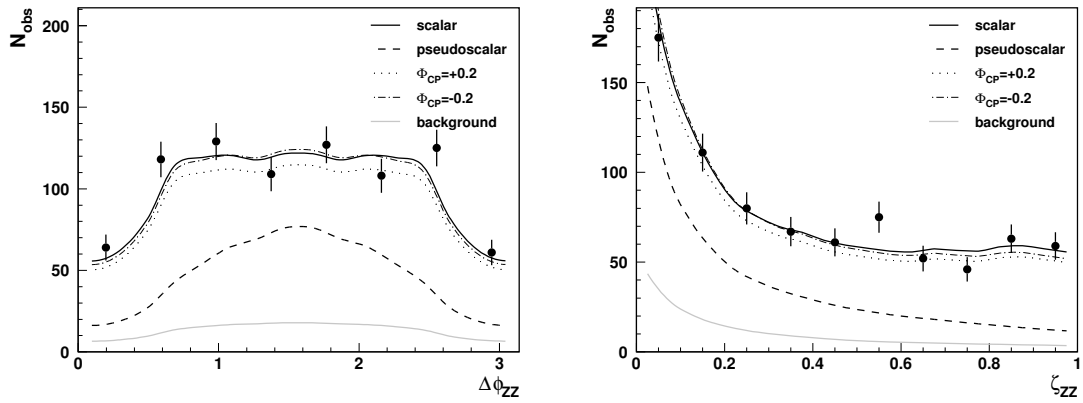 N_obs
200
150
100
50
0
scalar
pseudoscalar
Φ_CP=+0.2
Φ_CP=-0.2
background
0 1 2 3
Δϕ_ZZ
N_obs
150
100
50
0
scalar
pseudoscalar
Φ_CP=+0.2
Φ_CP=-0.2
background
0 0.2 0.4 0.6 0.8 1
ζ_ZZ